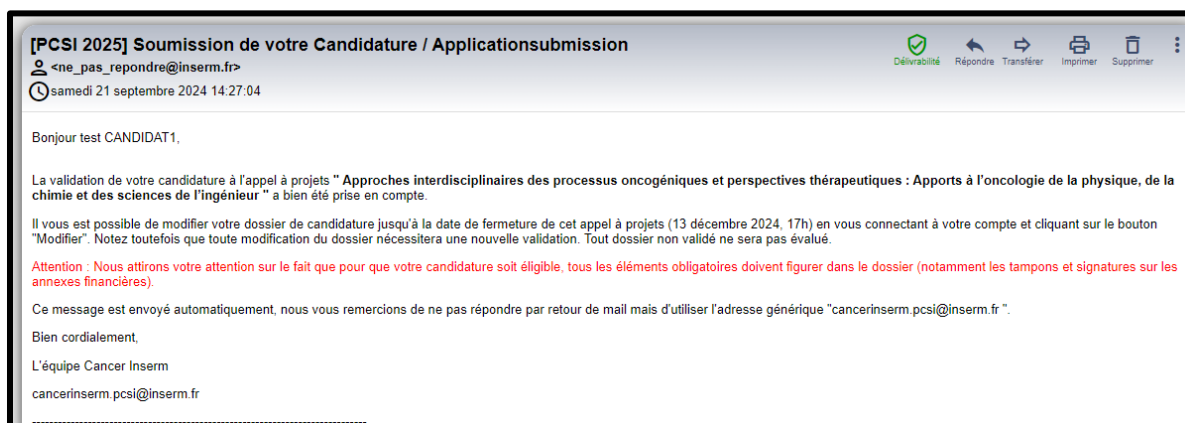 [PCSI 2025] Soumission de votre Candidature / Applicationsubmission
<ne_pas_repondre@inserm.fr>
samedi 21 septembre 2024 14:27:04
Délivrabilité Répondre Transférer Imprimer Supprimer
Bonjour test CANDIDAT1,
La validation de votre candidature à l'appel à projets " Approches interdisciplinaires des processus oncogéniques et perspectives thérapeutiques : Apports à l'oncologie de la physique, de la
chimie et des sciences de l'ingénieur " a bien été prise en compte.
Il vous est possible de modifier votre dossier de candidature jusqu'à la date de fermeture de cet appel à projets (13 décembre 2024, 17h) en vous connectant à votre compte et cliquant sur le bouton
"Modifier". Notez toutefois que toute modification du dossier nécessitera une nouvelle validation. Tout dossier non validé ne sera pas évalué.
Attention : Nous attirons votre attention sur le fait que pour que votre candidature soit éligible, tous les éléments obligatoires doivent figurer dans le dossier (notamment les tampons et signatures sur les
annexes financières).
Ce message est envoyé automatiquement, nous vous remercions de ne pas répondre par retour de mail mais d'utiliser l'adresse générique "cancerinserm.pcsi@inserm.fr ".
Bien cordialement,
L'équipe Cancer Inserm
cancerinserm.pcsi@inserm.fr
--------------------------------------------------------------------------------